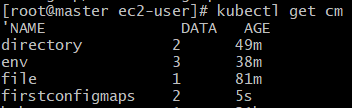 [root@master ec2-user]# kubectl get cm
'NAME DATA AGE
directory 2 49m
env 3 38m
file 1 81m
firstconfigmaps 2 5s